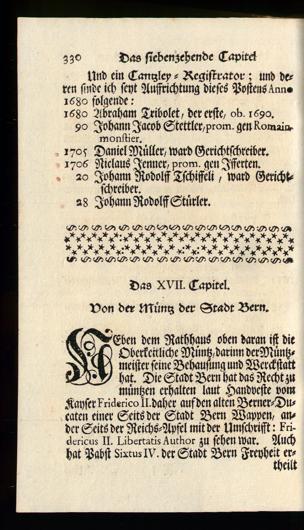 330 Das siebenzehende Capitel
Und ein Cantzley-Registrator; und de-
ren sinde ich seyt Auffrichtung dieses Postens Anno
1680 folgende:
1680 Abraham Tribolet, der erste, ob. 1690.
90 Johann Jacob Stettler, prom. gen Romain-
monstier.
1705 Daniel Müller, ward Gerichtschreiber.
1706 Niclaus Jenner, prom. gen Jfferten.
20 Johann Rodolff Tschiffeli, ward Gericht-
schreiber.
28 Johann Rodolff Stürler.
Das XVII. Capitel.
Von der Müntz der Stadt Bern.
NEben dem Rathhaus oben daran ist die
Oberkeitliche Müntz, darinn der Müntz-
meister seine Behausung und Werckstatt
hat. Die Stadt Bern hat das Recht zu
müntzen erhalten laut Handveste vom
Kayser Friderico II. daher auf den alten Berner-Du-
caten einer Seits der Stadt Bern Wappen, an-
der Seits der Reichs-Apfel mit der Umschrifft: Fri-
dericus II. Libertatis Author zu sehen war. Auch
hat Pabst Sixtus IV. der Stadt Bern Freyheit er-
theilt